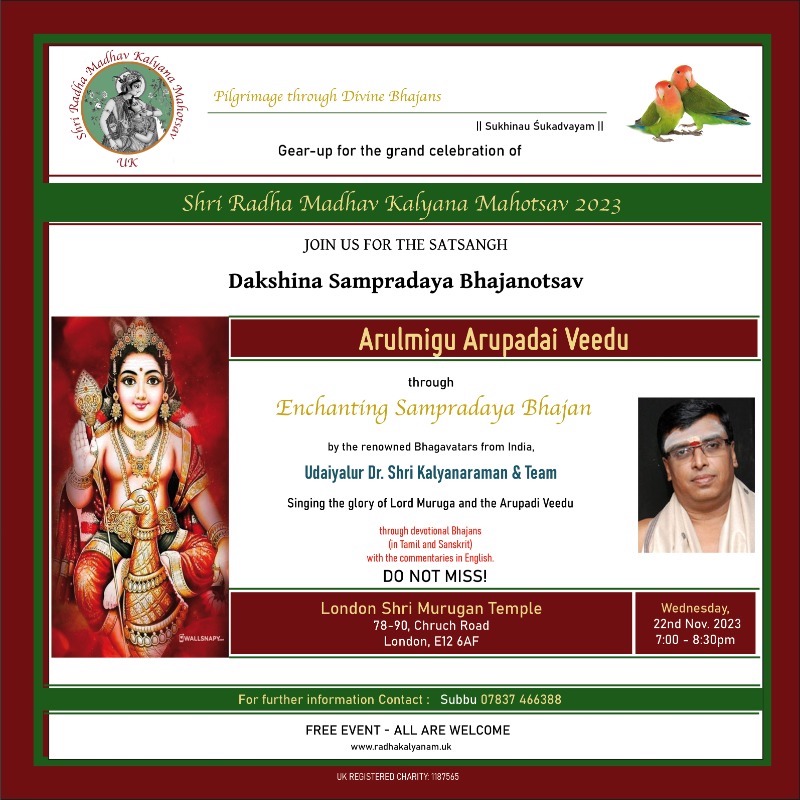 Shri Radha Madhav Kalyana Mahotsav
UK
Pilgrimage through Divine Bhajans
|| Sukhinau Śukadvayam ||
Gear-up for the grand celebration of
Shri Radha Madhav Kalyana Mahotsav 2023
JOIN US FOR THE SATSANGH
Dakshina Sampradaya Bhajanotsav
Arulmigu Arupadai Veedu
through
Enchanting Sampradaya Bhajan
by the renowned Bhagavatars from India,
Udaiyalur Dr. Shri Kalyanaraman & Team
Singing the glory of Lord Muruga and the Arupadi Veedu
through devotional Bhajans
(in Tamil and Sanskrit)
with the commentaries in English.
DO NOT MISS!
WALLSNAPY
London Shri Murugan Temple
78-90, Chruch Road
London, E12 6AF
Wednesday,
22nd Nov. 2023
7:00 - 8:30pm
For further information Contact : Subbu 07837 466388
FREE EVENT - ALL ARE WELCOME
www.radhakalyanam.uk
UK REGISTERED CHARITY: 1187565